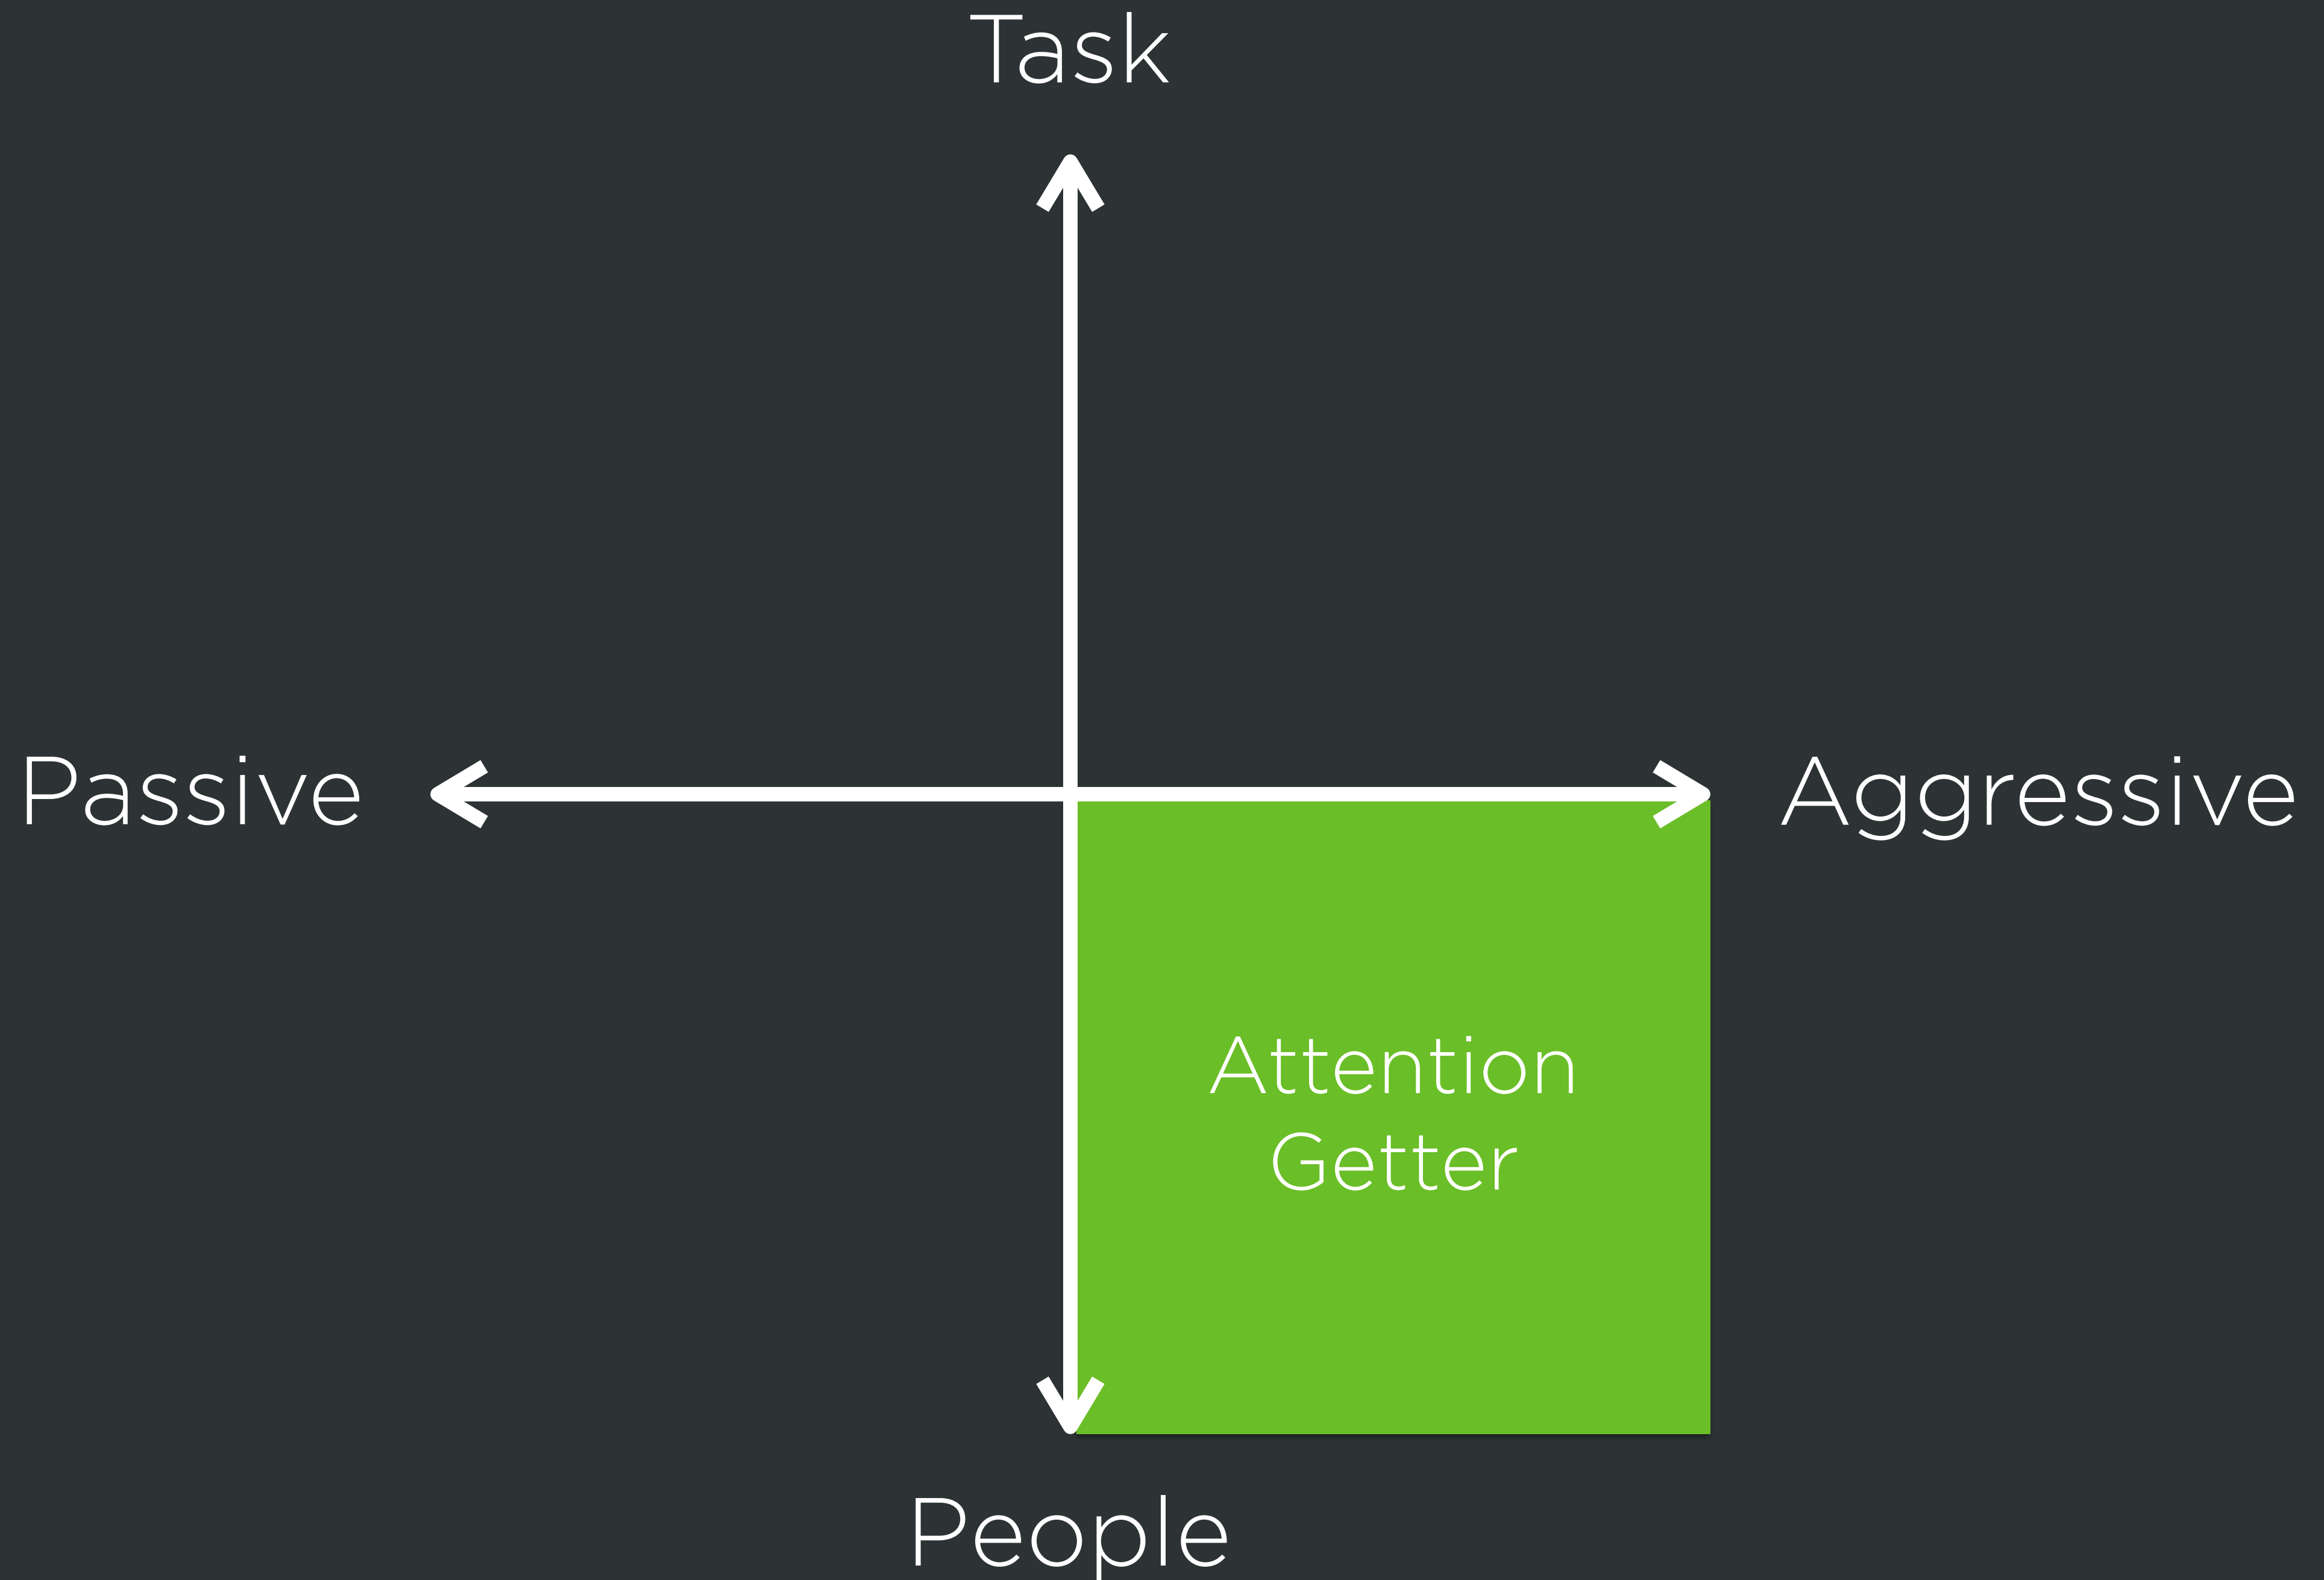 Task
Passive
Aggressive
Attention
Getter
People